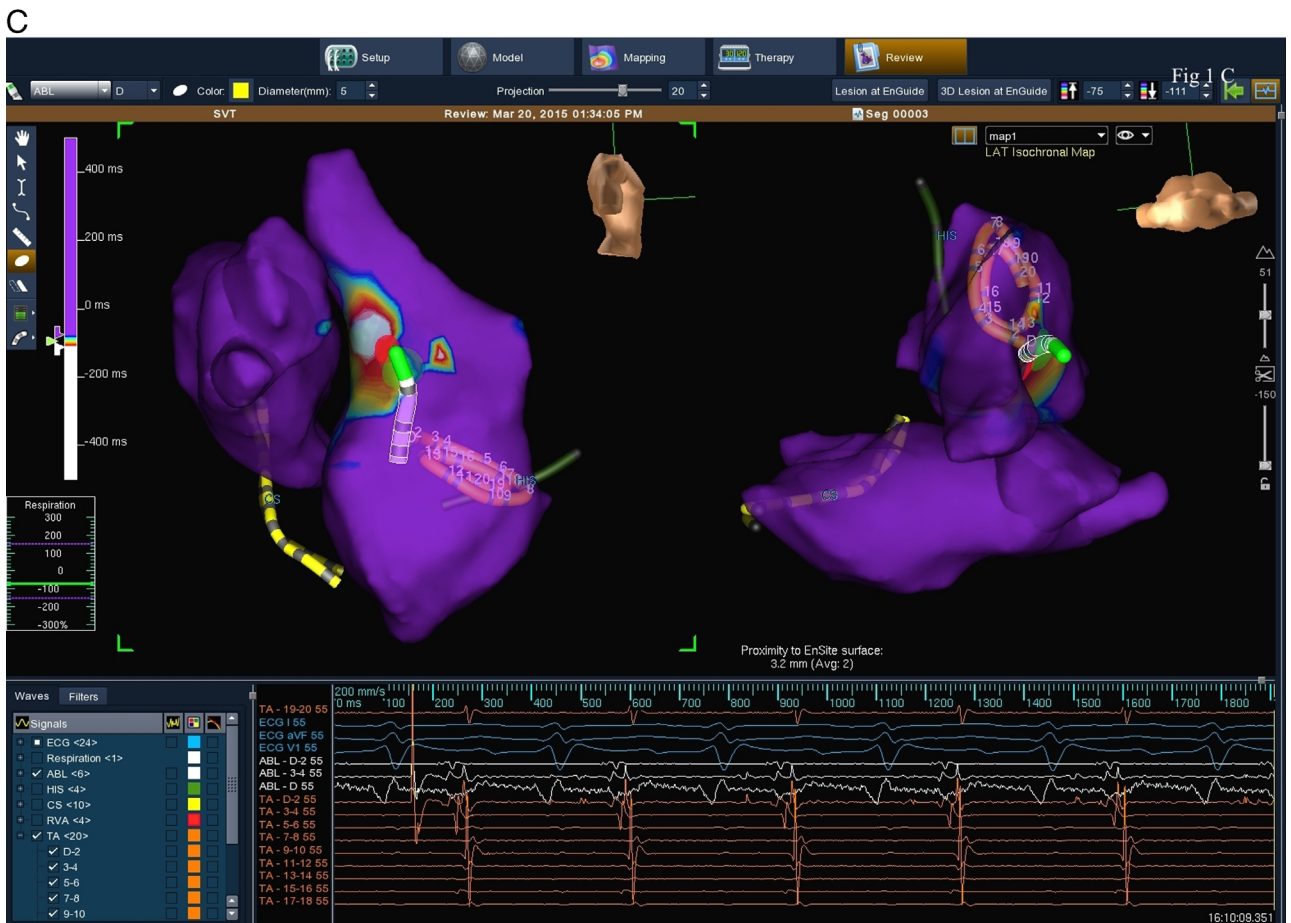 C
Setup Model Mapping Therapy Review
Fig 1 C
ABL D Color: Diameter(mm): 5 Projection 20 Lesion at EnGuide 3D Lesion at EnGuide -75 -111
SVT Review: Mar 20, 2015 01:34:05 PM Seg 00003
map1
LAT Isochronal Map
400 ms
200 ms
0 ms
-200 ms
-400 ms
HIS
CS
HIS
CS
51
-150
Respiration
300
200
100
0
-100
-200
-300%
Proximity to EnSite surface:
3.2 mm (Avg: 2)
Waves Filters
Signals
ECG <24>
Respiration <1>
ABL <6>
HIS <4>
CS <10>
RVA <4>
TA <20>
D-2
3-4
5-6
7-8
9-10
200 mm/s
0 ms 100 200 300 400 500 600 700 800 900 1000 1100 1200 1300 1400 1500 1600 1700 1800
TA - 19-20 55
ECG I 55
ECG aVF 55
ECG V1 55
ABL - D-2 55
ABL - 3-4 55
ABL - D 55
TA - D-2 55
TA - 3-4 55
TA - 5-6 55
TA - 7-8 55
TA - 9-10 55
TA - 11-12 55
TA - 13-14 55
TA - 15-16 55
TA - 17-18 55
16:10:09.351